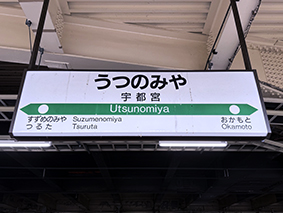 うつのみや
宇都宮
Utsunomiya
すずめのみや Suzumenomiya
つるた Tsuruta
おかもと
Okamoto